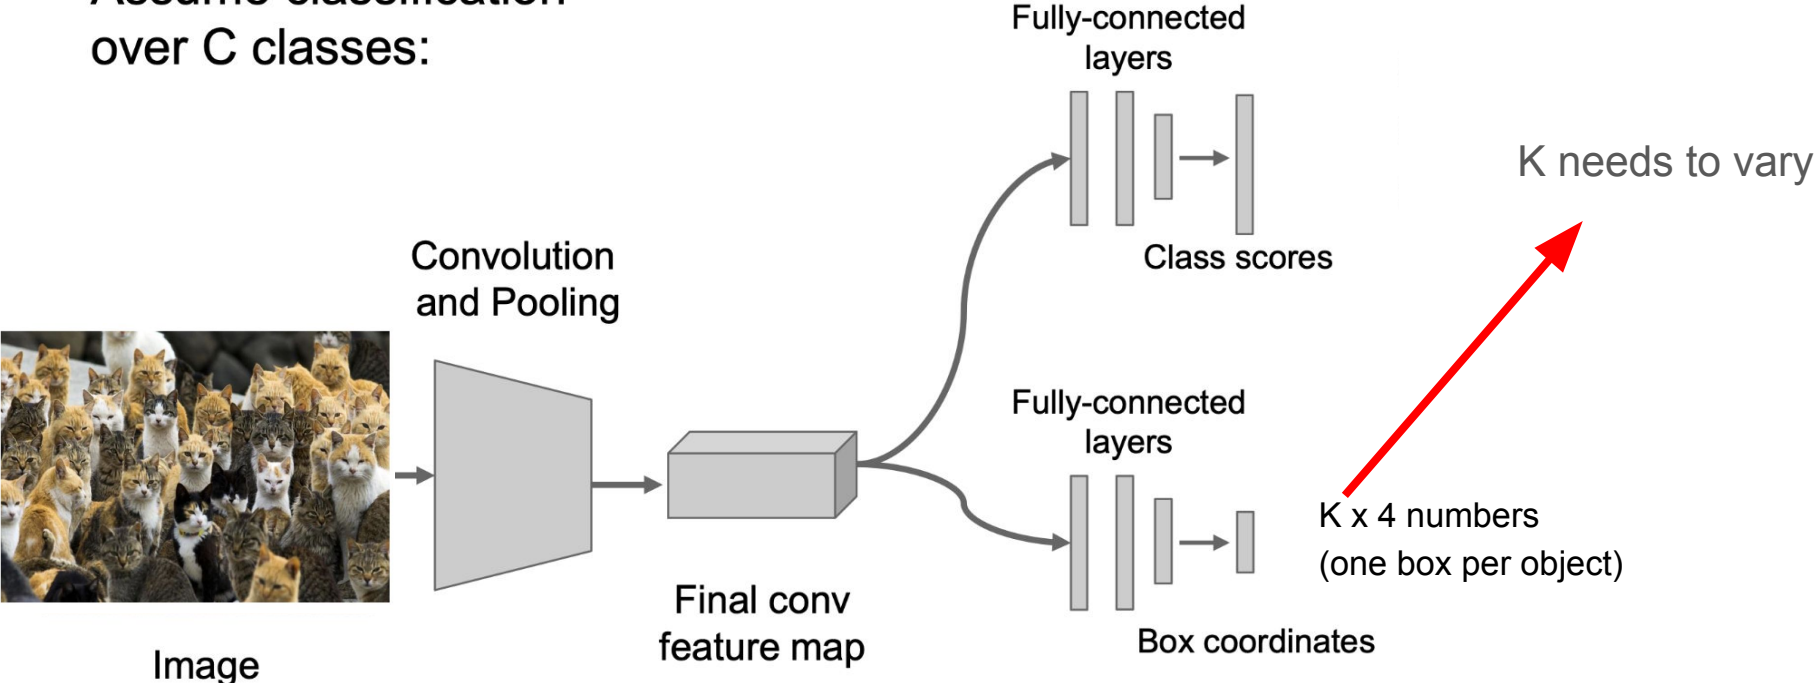 over C classes:
Fully-connected
layers
Class scores
K needs to vary
Convolution
and Pooling
Image
Final conv
feature map
Fully-connected
layers
K x 4 numbers
(one box per object)
Box coordinates